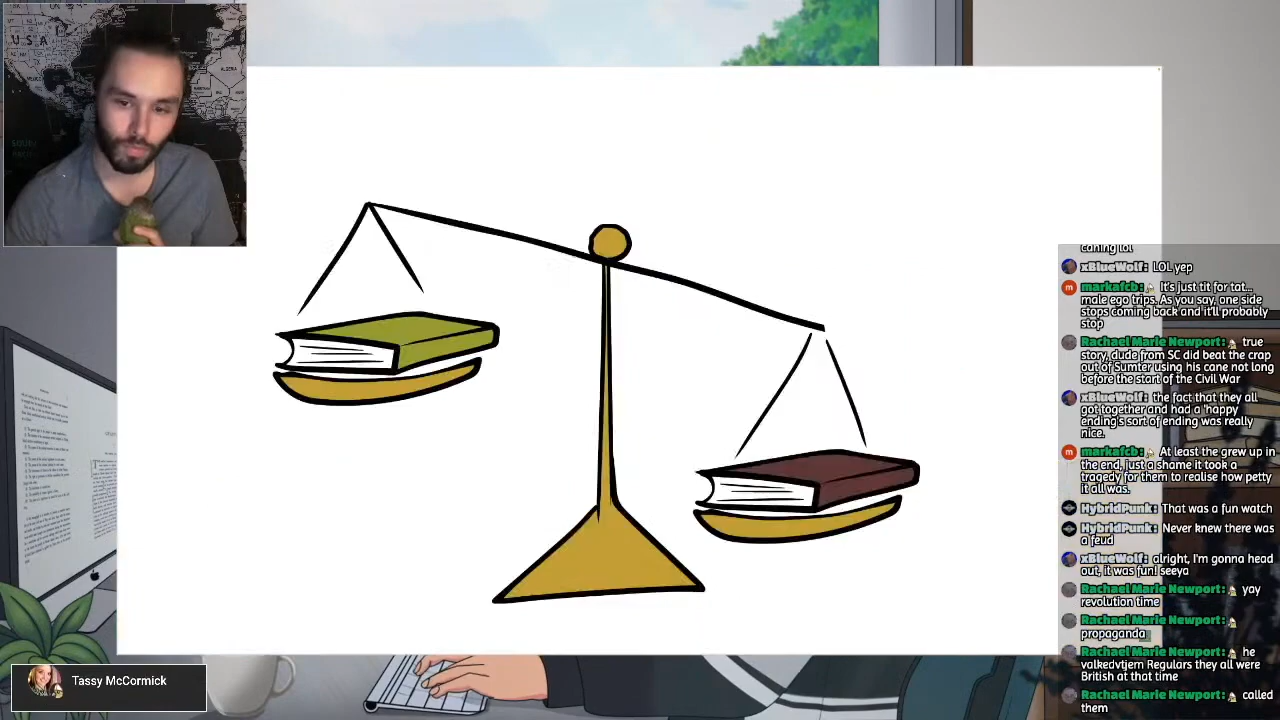 USA
ALGERIA
caning lol
xBlueWolf: LOL yep
markafcb: It's just tit for tat...
male ego trips. As you say, one side
stops coming back and it'll probably
stop
Rachael Marie Newport: true
story, dude from SC did beat the crap
out of Sumter using his cane not long
before the start of the Civil War
xBlueWolf: the fact that they all
got together and had a 'happy
ending's sort of ending was really
nice.
markafcb: At least the grew up in
the end, just a shame it took a
tragedy for them to realise how petty
it all was.
HybridPunk: That was a fun watch
HybridPunk: Never knew there was
a feud
xBlueWolf: alright, I'm gonna head
out, it was fun! seeya
Rachael Marie Newport: yay
revolution time
Rachael Marie Newport:
propaganda
Rachael Marie Newport: he
valkedvtjem Regulars they all were
British at that time
Rachael Marie Newport: called
them
Tassy McCormick